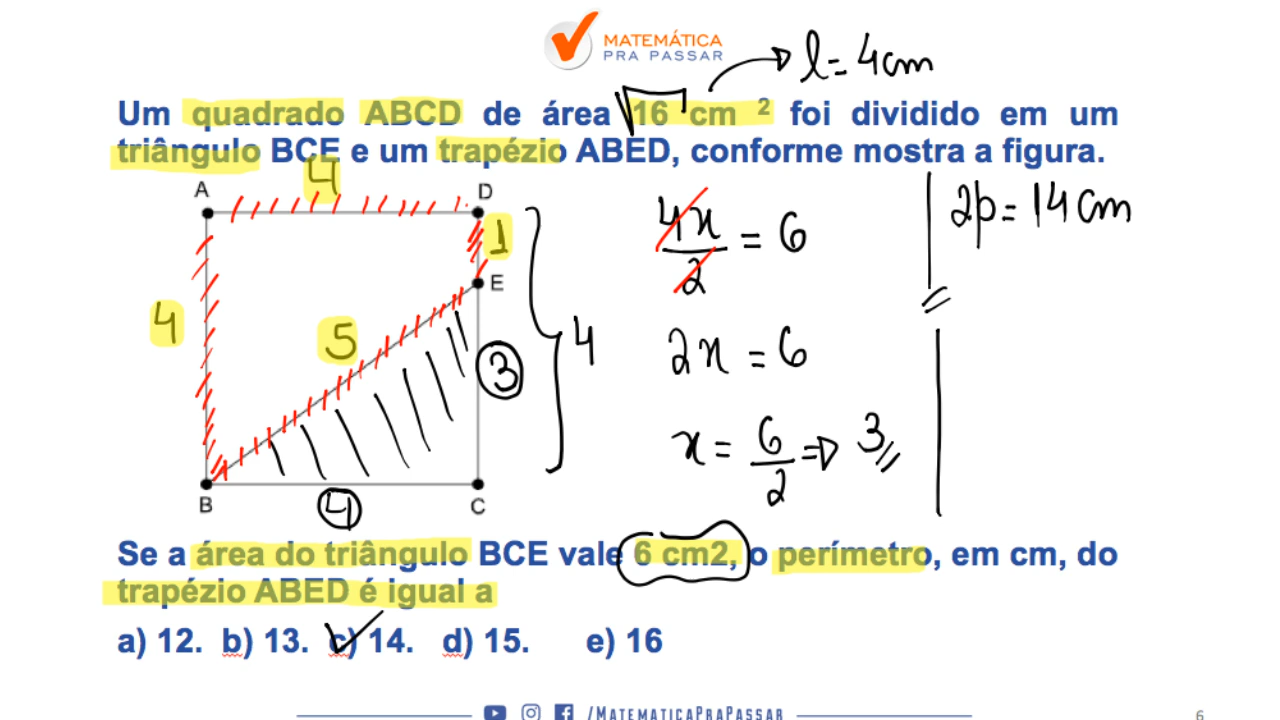 MATEMÁTICA
PRA PASSAR
l = 4cm
Um quadrado ABCD de área √16 cm ² foi dividido em um
triângulo BCE e um trapézio ABED, conforme mostra a figura.
4
A
D
1
E
4
5
3
4
B
4
C
4x/2 = 6
2x = 6
x = 6/2 => 3
2p = 14cm
Se a área do triângulo BCE vale 6 cm2, o perímetro, em cm, do
trapézio ABED é igual a
a) 12. b) 13. c) 14. d) 15. e) 16
/MATEMATICAPRAPASSAR
6